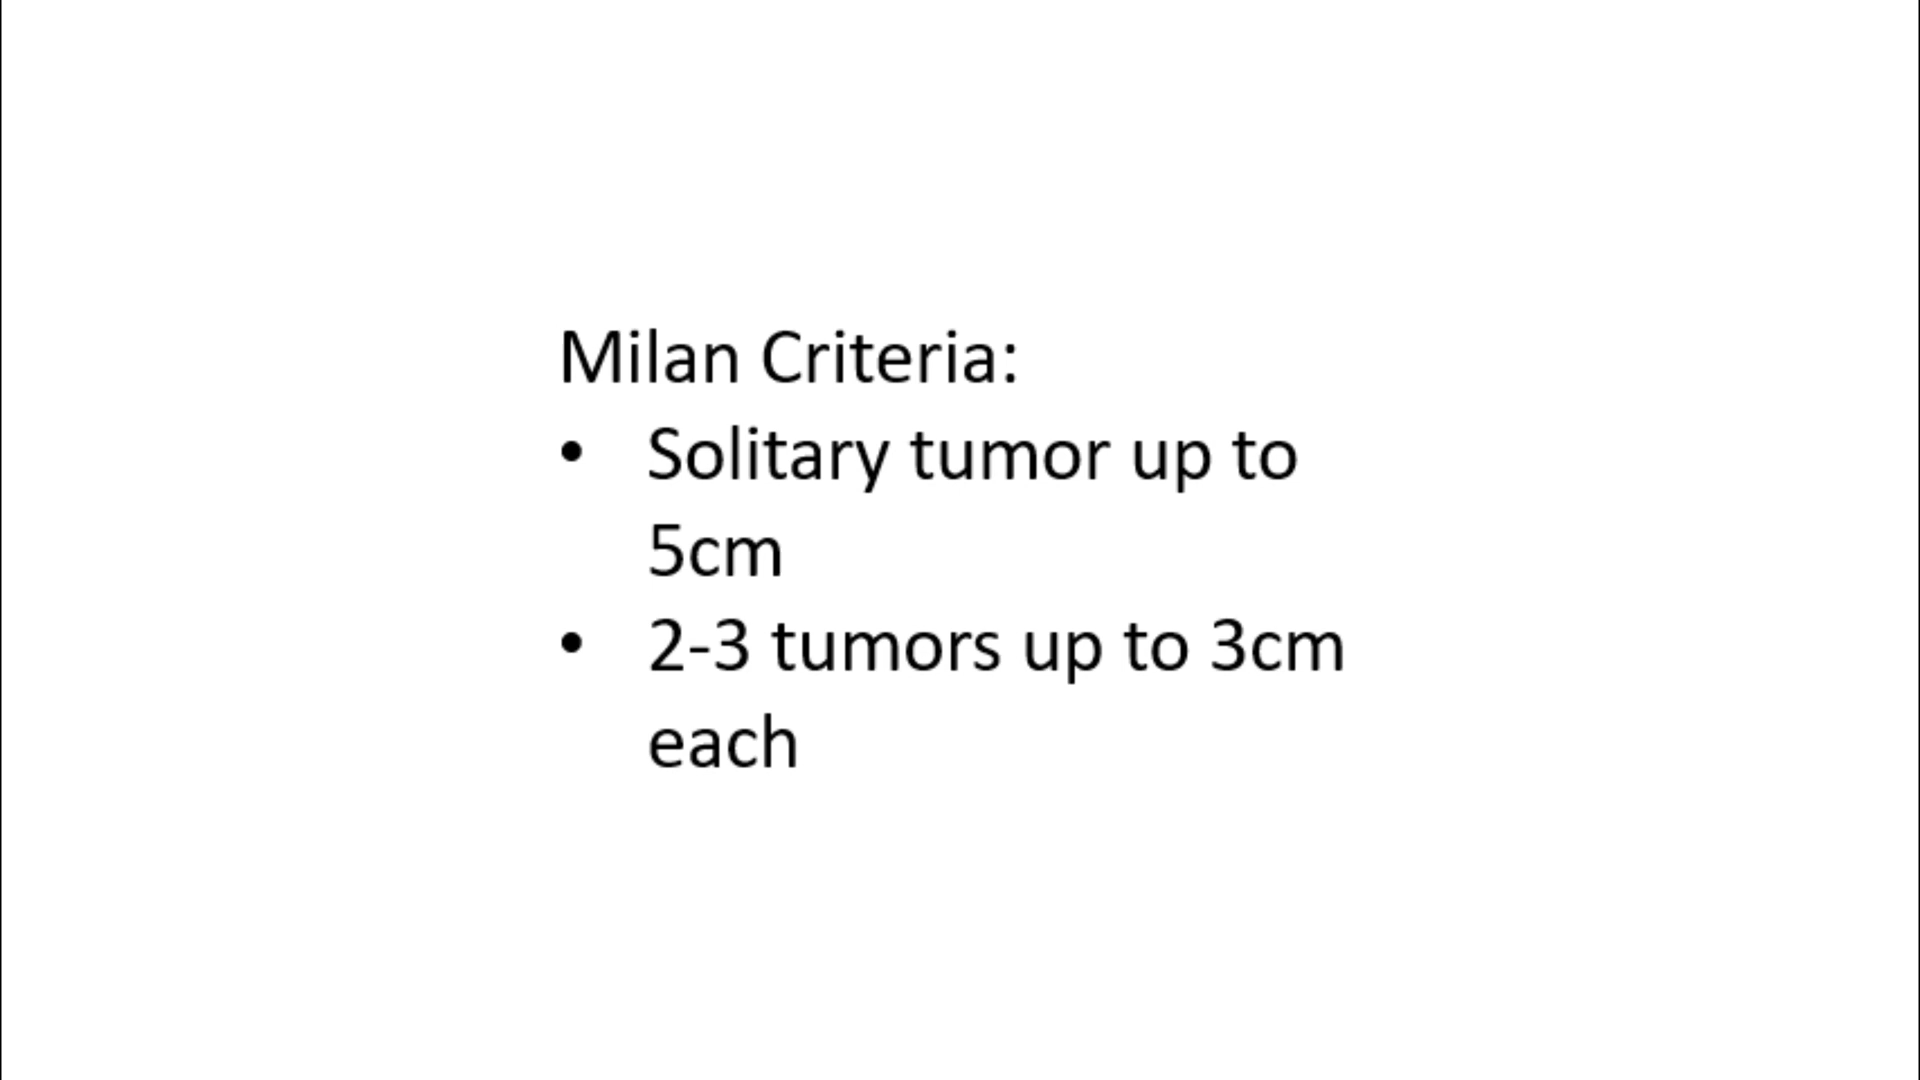 Milan Criteria:
• Solitary tumor up to
5cm
• 2-3 tumors up to 3cm
each